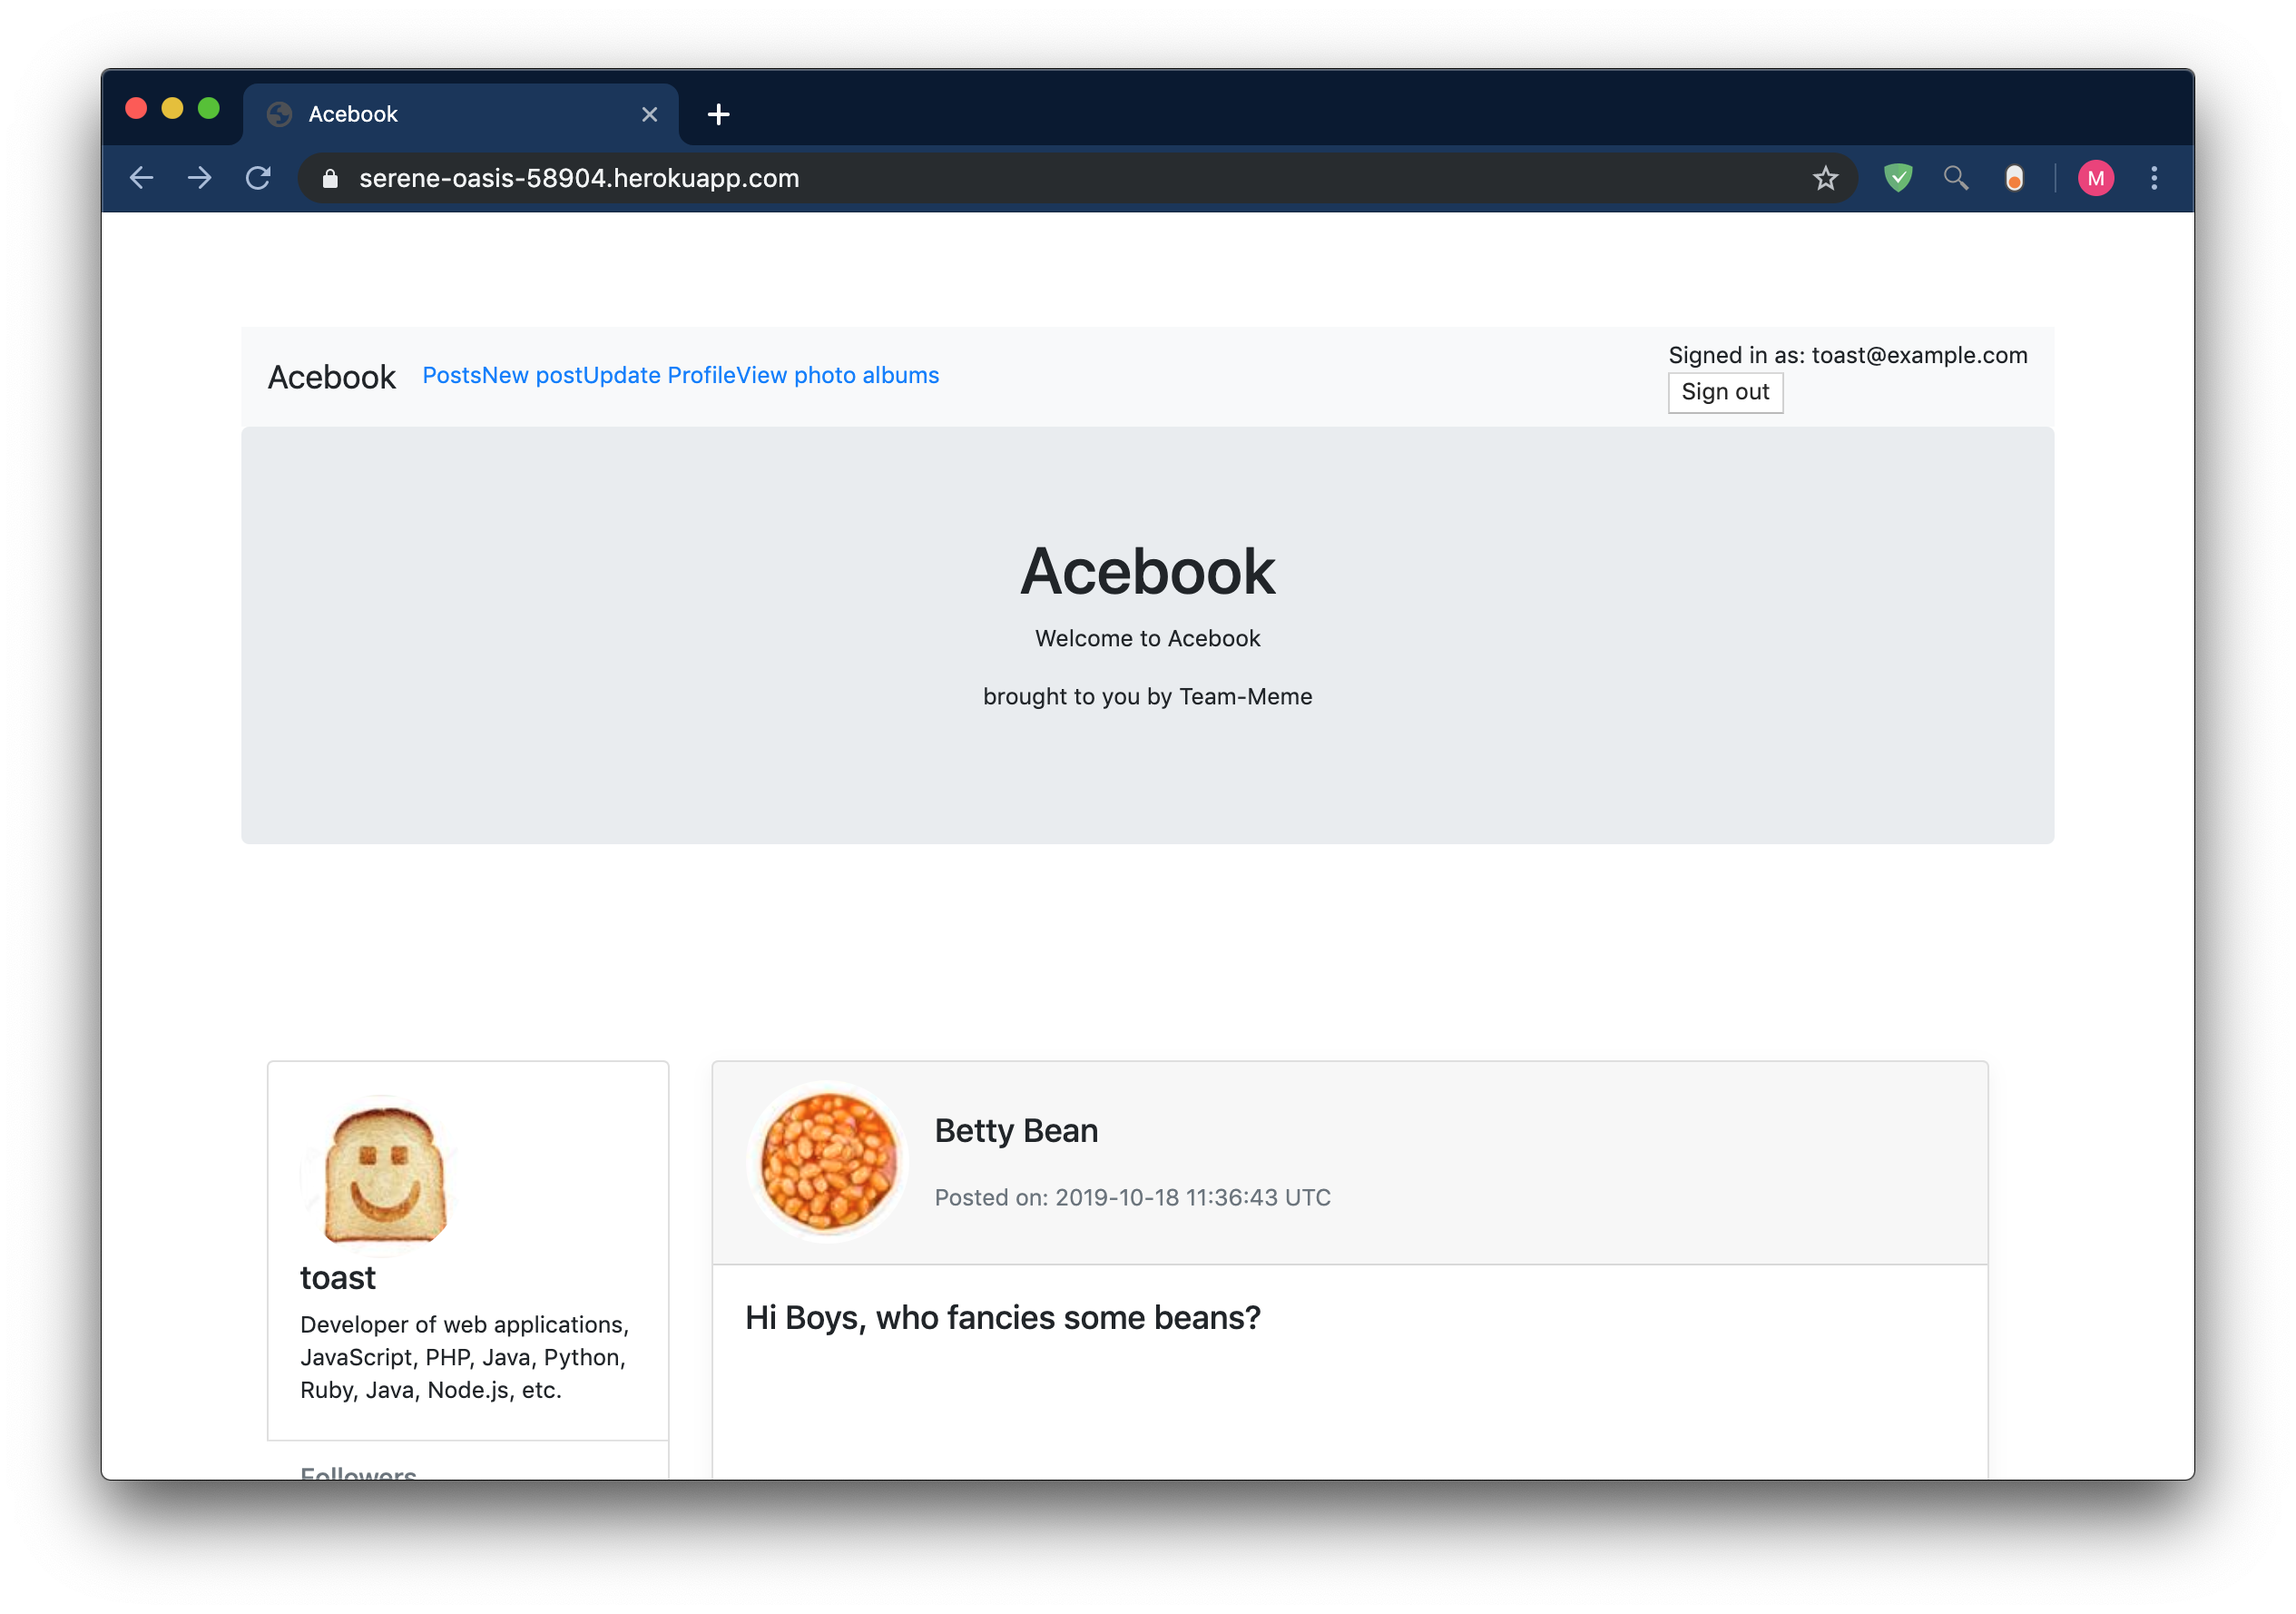 Acebook
serene-oasis-58904.herokuapp.com
M
Acebook PostsNew postUpdate ProfileView photo albums
Signed in as: toast@example.com
Sign out
Acebook
Welcome to Acebook
brought to you by Team-Meme
toast
Developer of web applications,
JavaScript, PHP, Java, Python,
Ruby, Java, Node.js, etc.
Followers
Betty Bean
Posted on: 2019-10-18 11:36:43 UTC
Hi Boys, who fancies some beans?